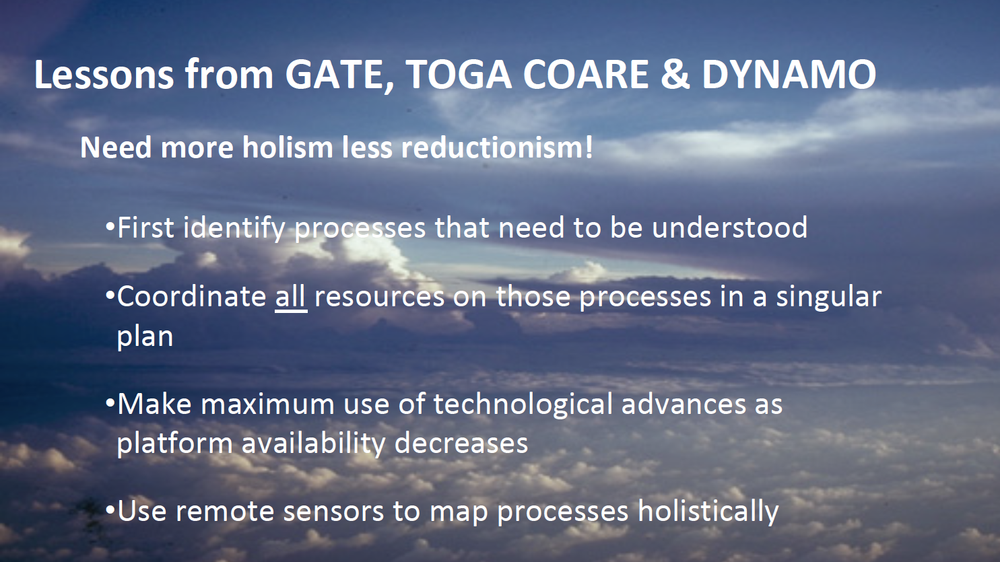 Lessons from GATE, TOGA COARE & DYNAMO
Need more holism less reductionism!
•First identify processes that need to be understood
•Coordinate all resources on those processes in a singular
plan
•Make maximum use of technological advances as
platform availability decreases
•Use remote sensors to map processes holistically